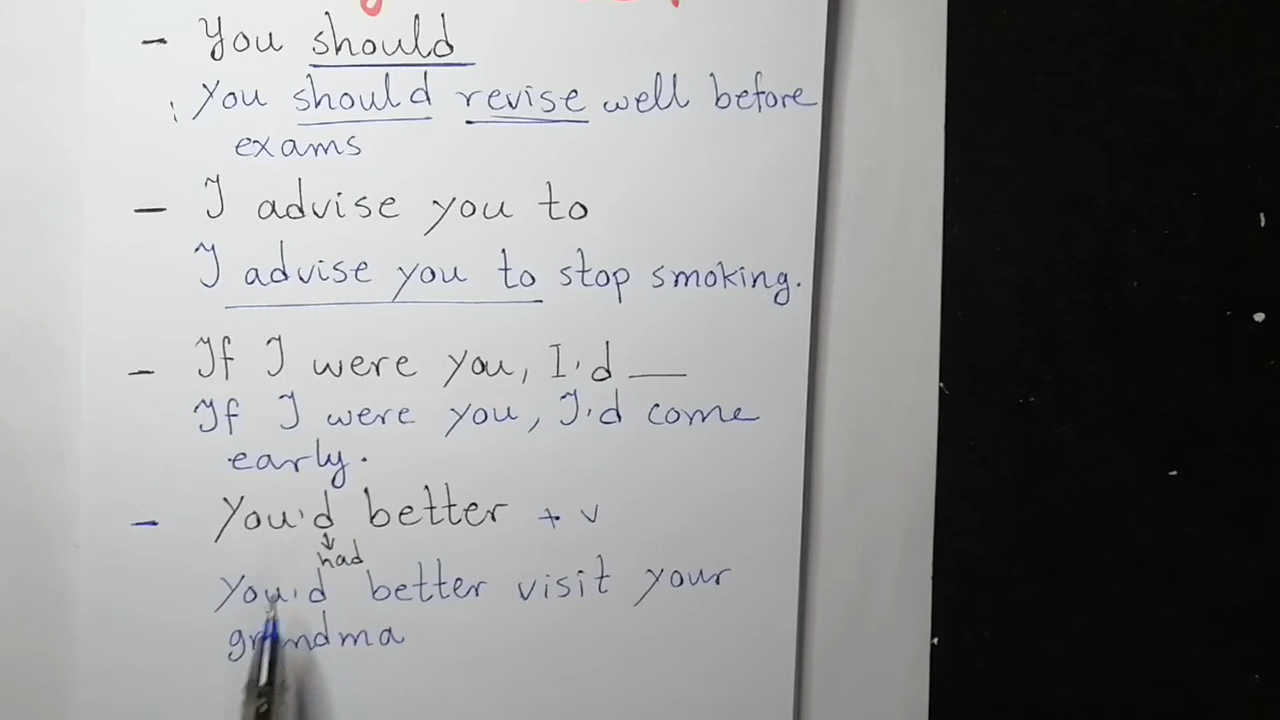 - You should
: You should revise well before
exams
- I advise you to
I advise you to stop smoking.
- If I were you, I'd __
If I were you, I'd come
early.
- You'd better + v
had
You'd better visit your
grandma